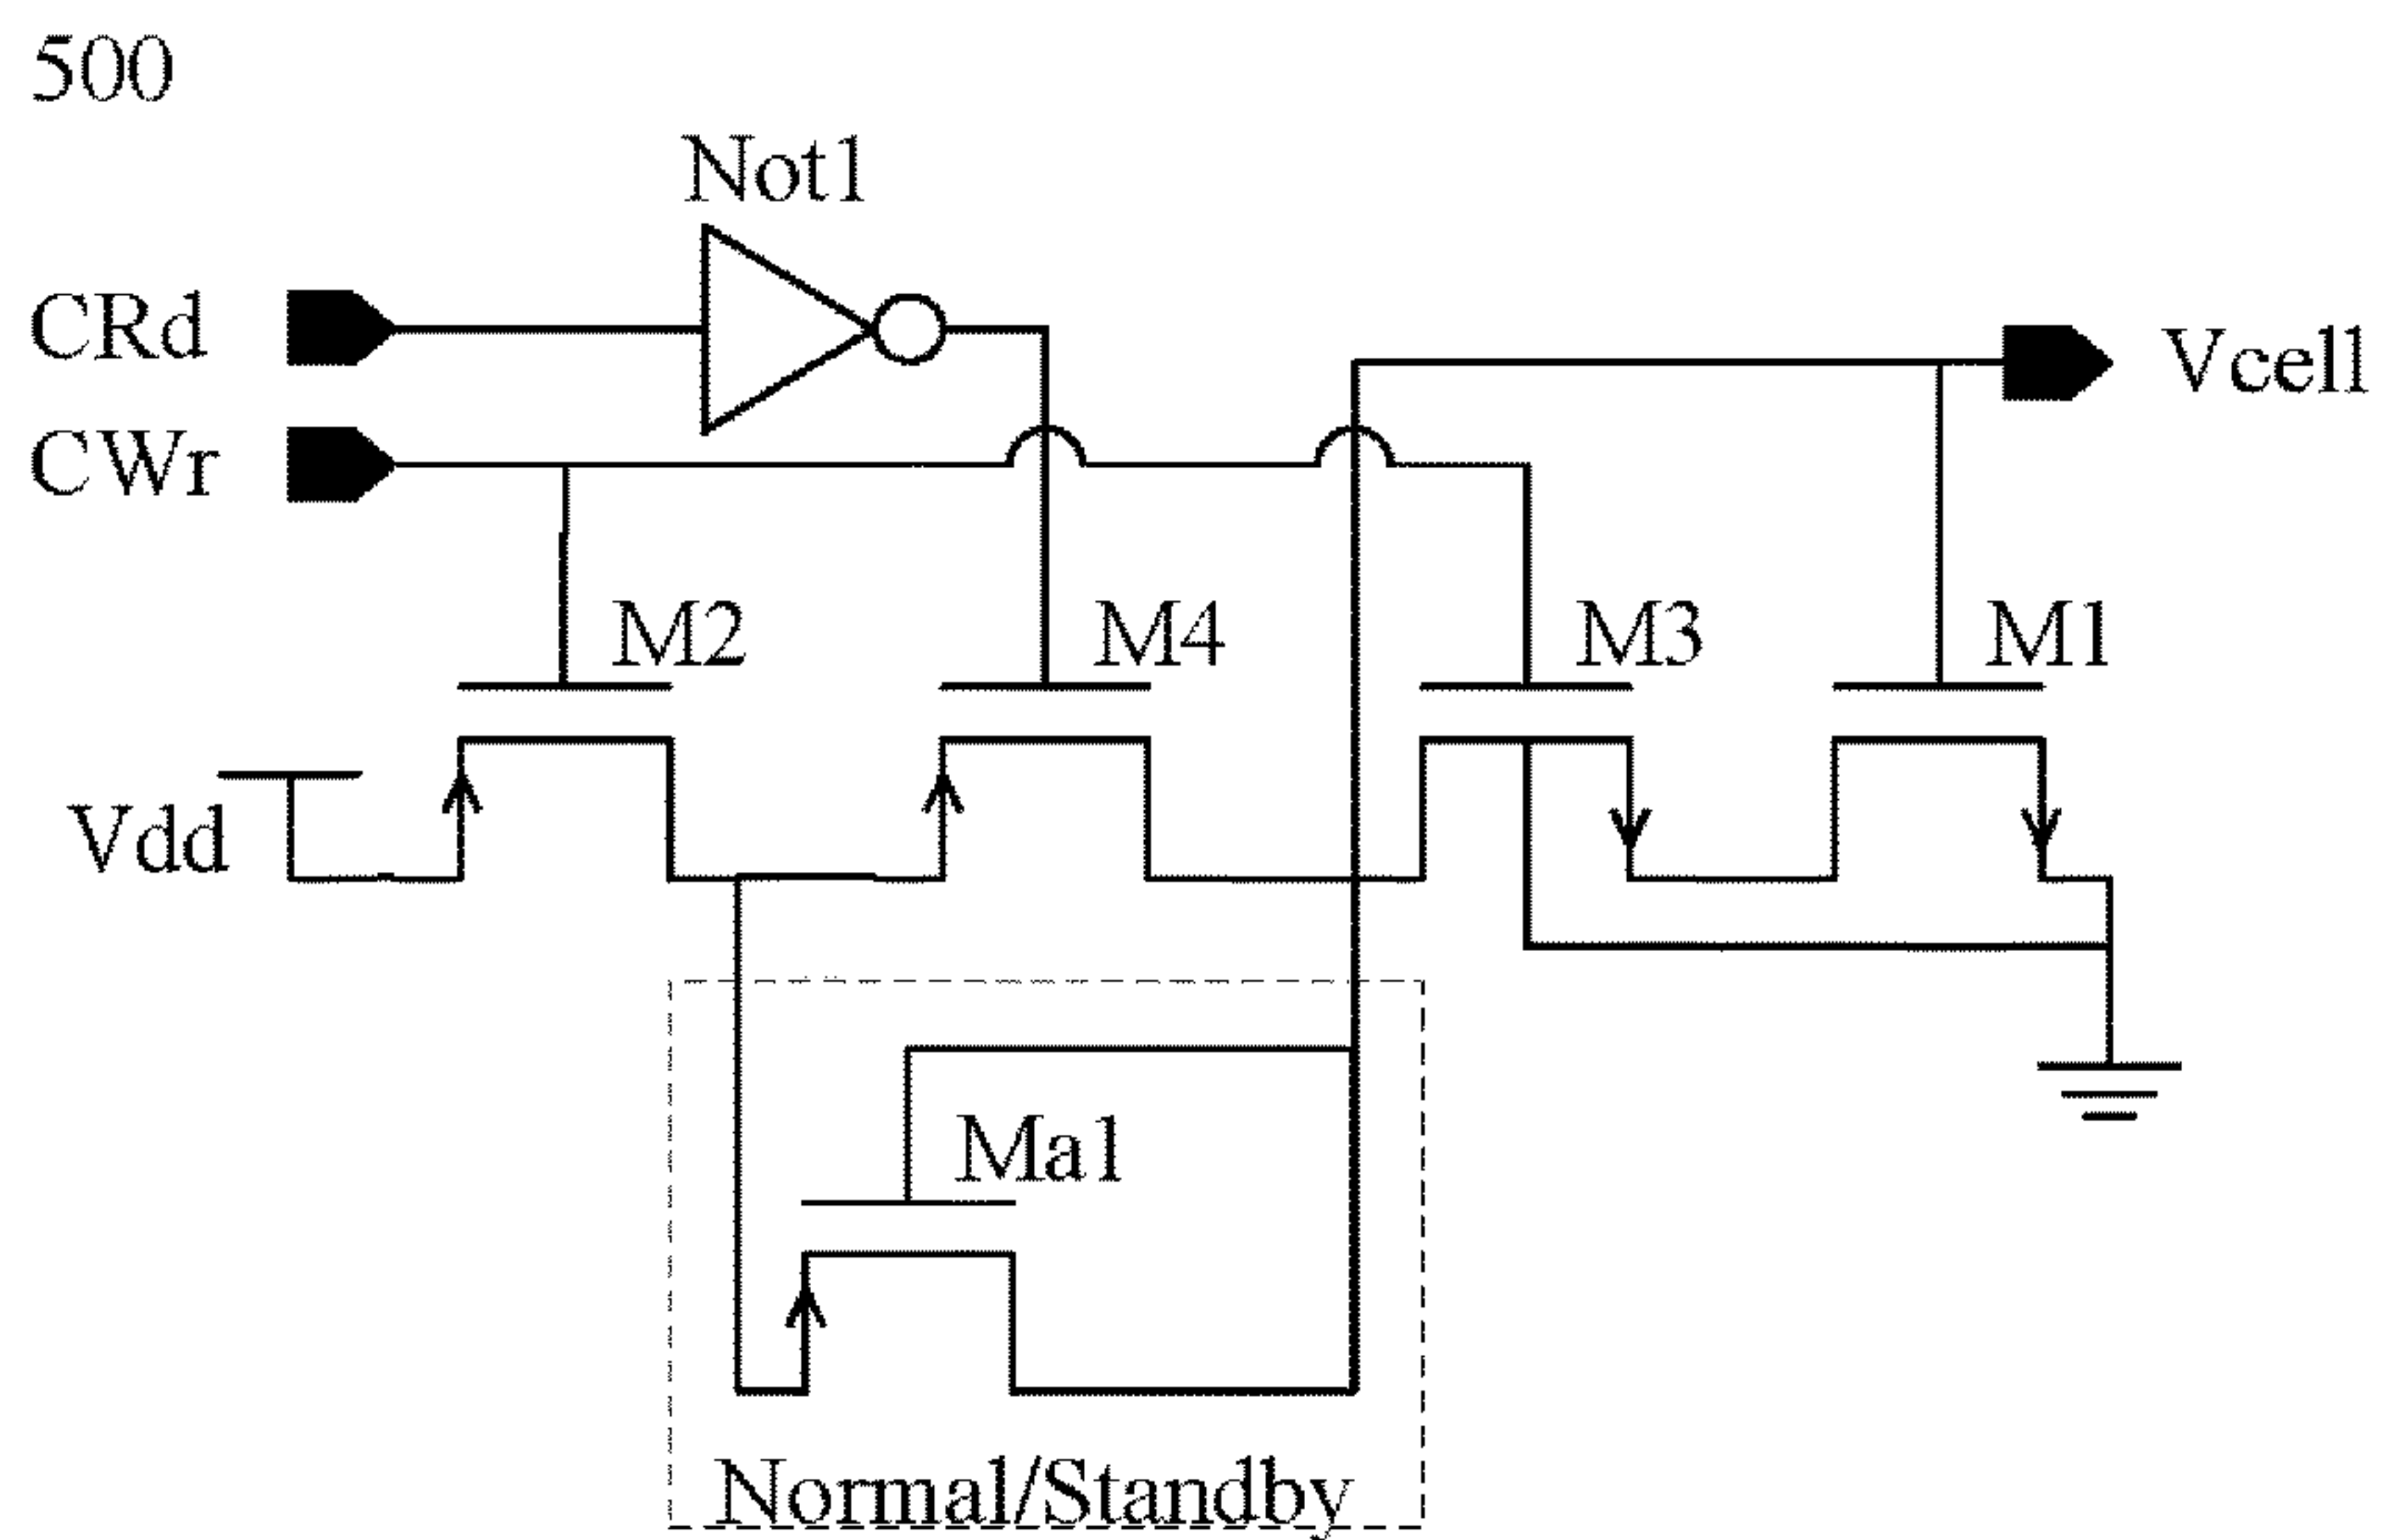 500
Not1
CRd
Vcell
CWr
M2
M4
M3
M1
Vdd
Ma1
Normal/Standby